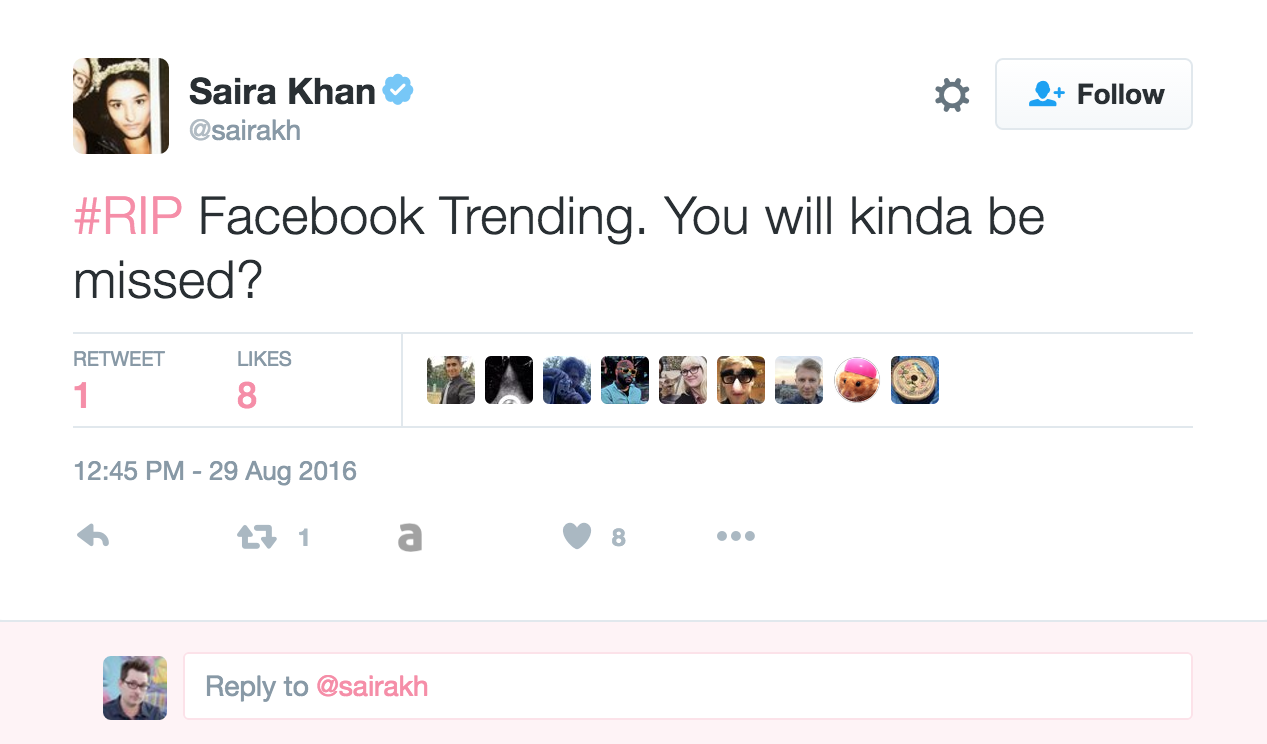 Saira Khan
@sairakh
Follow
#RIP Facebook Trending. You will kinda be
missed?
RETWEET LIKES
1 8
12:45 PM - 29 Aug 2016
1 a 8
Reply to @sairakh